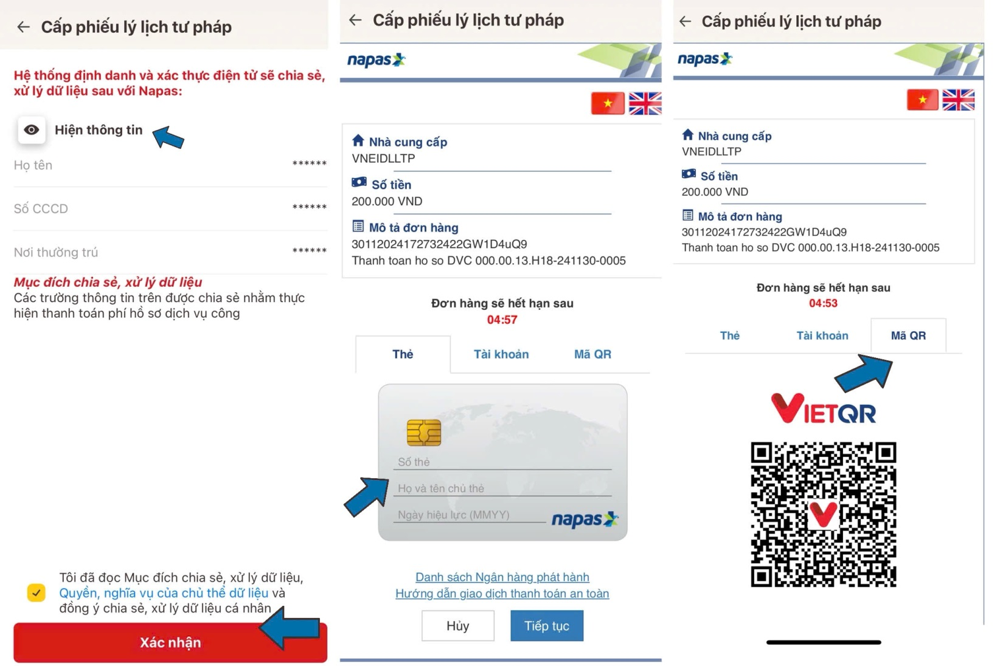 Cấp phiếu lý lịch tư pháp
Hệ thống định danh và xác thực điện tử sẽ chia sẻ,
xử lý dữ liệu sau với Napas:
Hiện thông tin
Họ tên ******
Số CCCD ******
Nơi thường trú ******
Mục đích chia sẻ, xử lý dữ liệu
Các trường thông tin trên được chia sẻ nhằm thực
hiện thanh toán phí hồ sơ dịch vụ công
Tôi đã đọc Mục đích chia sẻ, xử lý dữ liệu,
Quyền, nghĩa vụ của chủ thể dữ liệu và
đồng ý chia sẻ, xử lý dữ liệu cá nhân
Xác nhận
Cấp phiếu lý lịch tư pháp
napas
Nhà cung cấp
VNEIDLLTP
Số tiền
200.000 VND
Mô tả đơn hàng
30112024172732422GW1D4uQ9
Thanh toan ho so DVC 000.00.13.H18-241130-0005
Đơn hàng sẽ hết hạn sau
04:57
Thẻ Tài khoản Mã QR
Số thẻ
Họ và tên chủ thẻ
Ngày hiệu lực (MMYY)
napas
Danh sách Ngân hàng phát hành
Hướng dẫn giao dịch thanh toán an toàn
Hủy Tiếp tục
Cấp phiếu lý lịch tư pháp
napas
Nhà cung cấp
VNEIDLLTP
Số tiền
200.000 VND
Mô tả đơn hàng
30112024172732422GW1D4uQ9
Thanh toan ho so DVC 000.00.13.H18-241130-0005
Đơn hàng sẽ hết hạn sau
04:53
Thẻ Tài khoản Mã QR
VIETQR